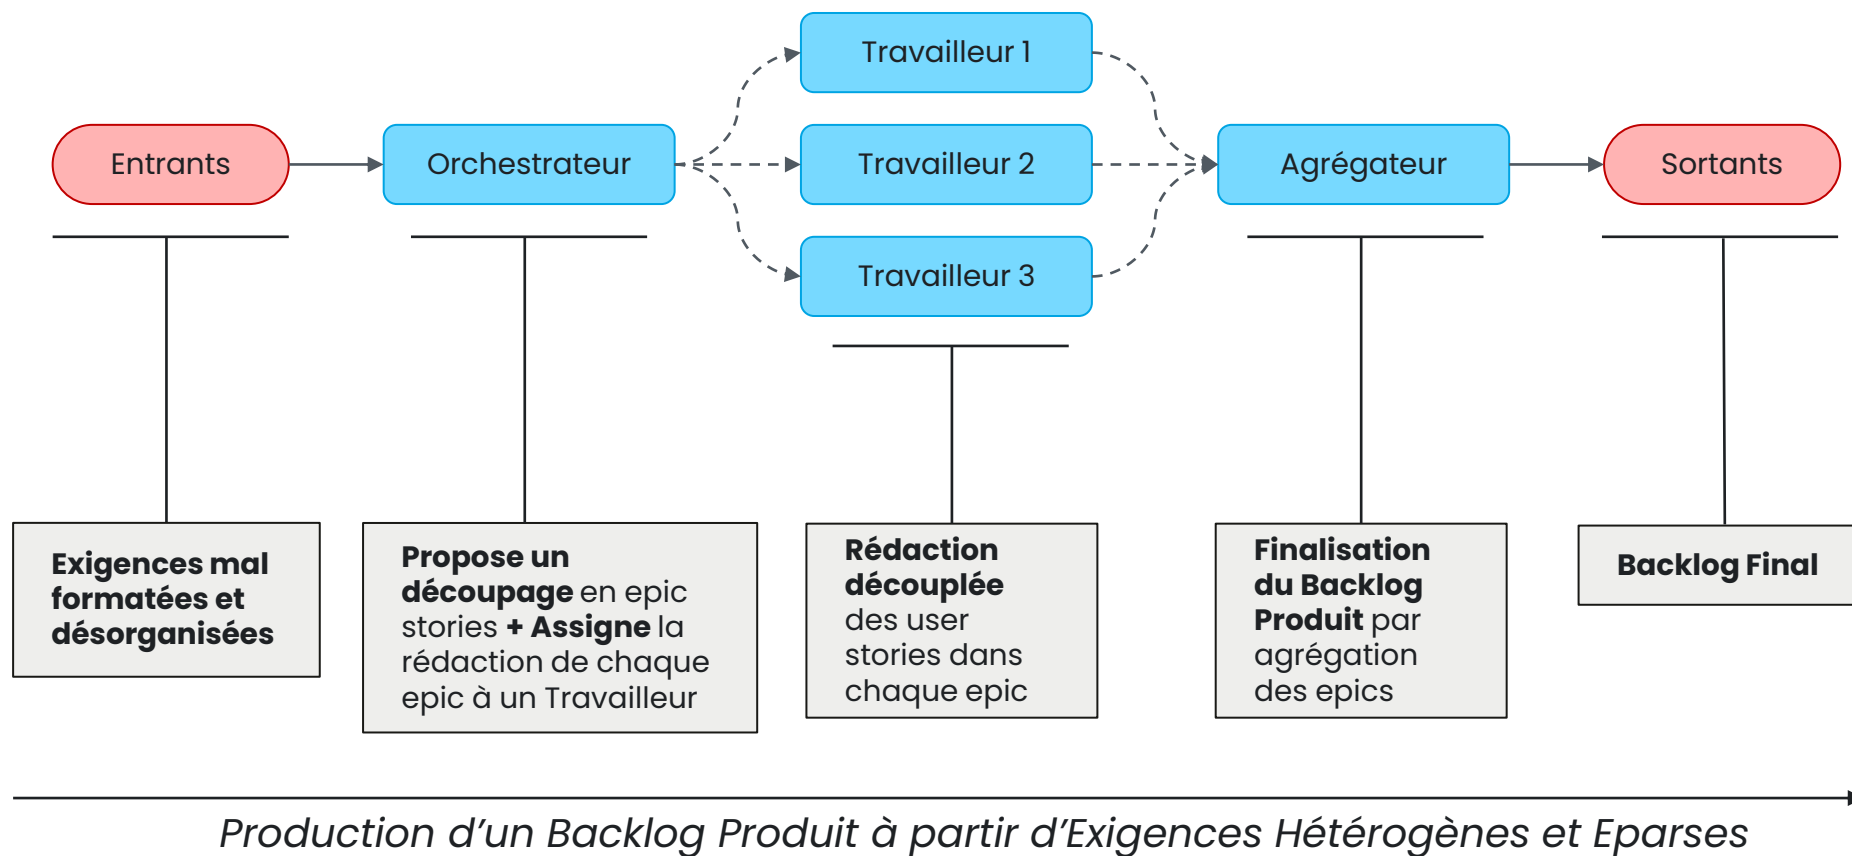 Travailleur 1
Entrants
Orchestrateur
Travailleur 2
Agrégateur
Sortants
Travailleur 3
Exigences mal
formatées et
désorganisées
Propose un
découpage en epic
stories + Assigne la
rédaction de chaque
epic à un Travailleur
Rédaction
découplée
des user
stories dans
chaque epic
Finalisation
du Backlog
Produit par
agrégation
des epics
Backlog Final
Production d’un Backlog Produit à partir d’Exigences Hétérogènes et Eparses